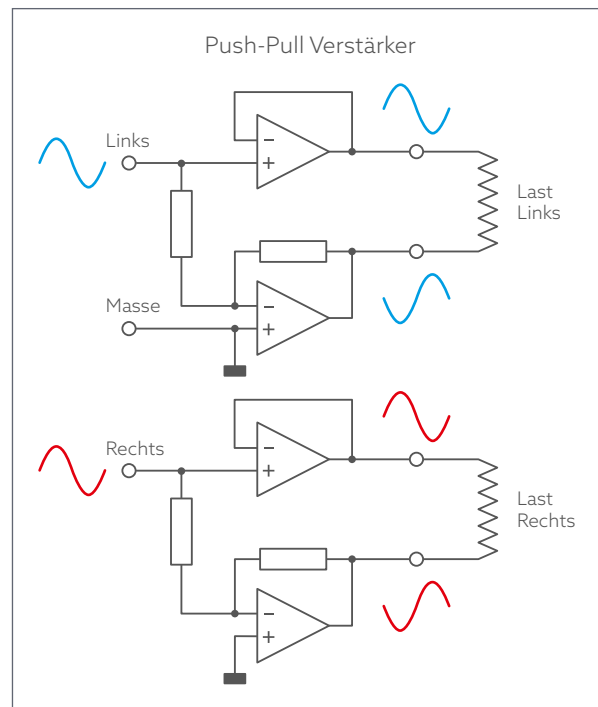 Push-Pull Verstärker
Links
−
+
Last
Links
−
+
Masse
Rechts
−
+
Last
Rechts
−
+